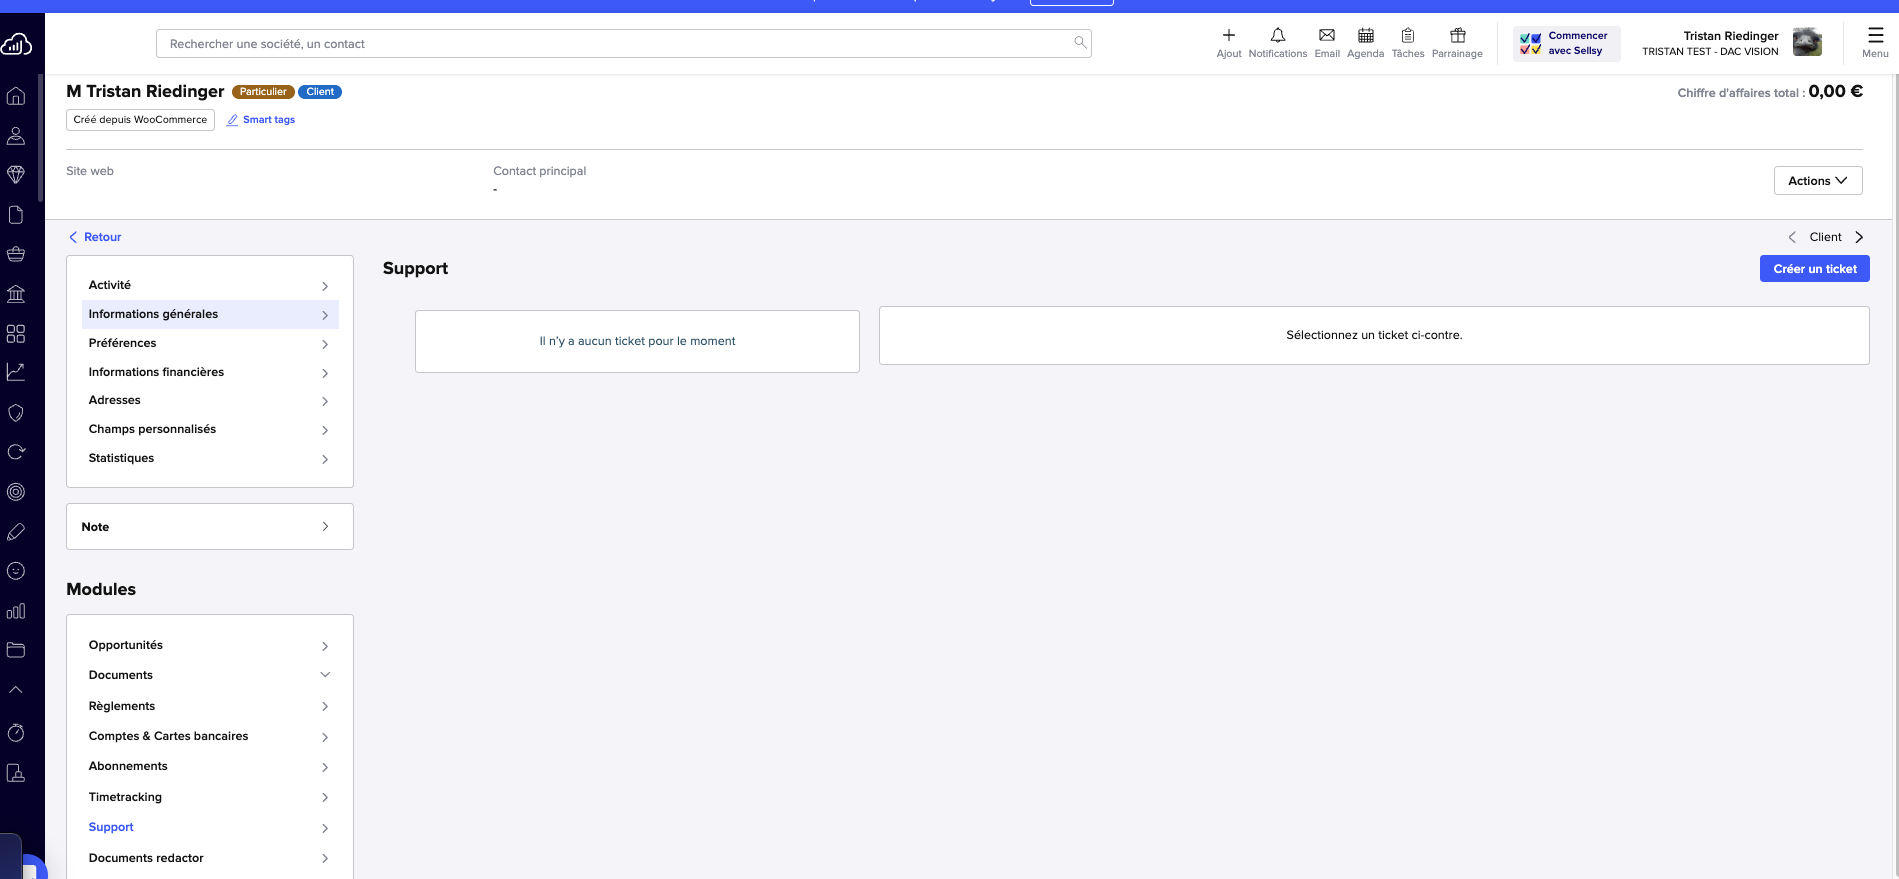 Rechercher une société, un contact
Ajout
Notifications
Email
Agenda
Tâches
Parrainage
Commencer
avec Sellsy
Tristan Riedinger
TRISTAN TEST - DAC VISION
Menu
M Tristan Riedinger
Particulier
Client
Chiffre d'affaires total : 0,00 €
Créé depuis WooCommerce
Smart tags
Site web
Contact principal
-
Actions
Retour
Client
Activité
Informations générales
Préférences
Informations financières
Adresses
Champs personnalisés
Statistiques
Note
Modules
Opportunités
Documents
Règlements
Comptes & Cartes bancaires
Abonnements
Timetracking
Support
Documents redactor
Support
Créer un ticket
Il n'y a aucun ticket pour le moment
Sélectionnez un ticket ci-contre.